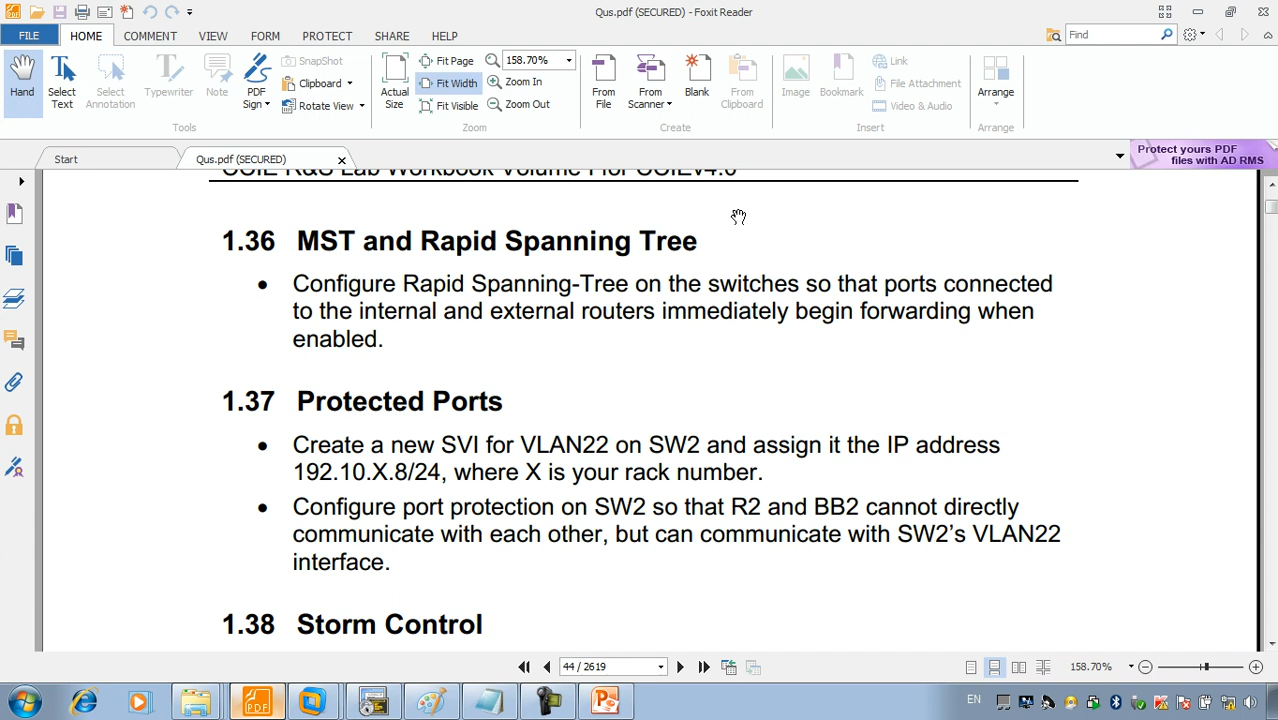 Qus.pdf (SECURED) - Foxit Reader
FILE HOME COMMENT VIEW FORM PROTECT SHARE HELP
Find
Hand
Select Text
Select Annotation
Typewriter
Note
PDF Sign
SnapShot
Clipboard
Rotate View
Tools
Actual Size
Fit Page
Fit Width
Fit Visible
158.70%
Zoom In
Zoom Out
Zoom
From File
From Scanner
Blank
From Clipboard
Create
Image
Bookmark
Link
File Attachment
Video & Audio
Insert
Arrange
Arrange
Start
Qus.pdf (SECURED)
Protect yours PDF
files with AD RMS
CCIE R&S Lab Workbook Volume I for CCIEv4.0
1.36 MST and Rapid Spanning Tree
• Configure Rapid Spanning-Tree on the switches so that ports connected
to the internal and external routers immediately begin forwarding when
enabled.
1.37 Protected Ports
• Create a new SVI for VLAN22 on SW2 and assign it the IP address
192.10.X.8/24, where X is your rack number.
• Configure port protection on SW2 so that R2 and BB2 cannot directly
communicate with each other, but can communicate with SW2's VLAN22
interface.
1.38 Storm Control
44 / 2619
158.70%
PDF
EN